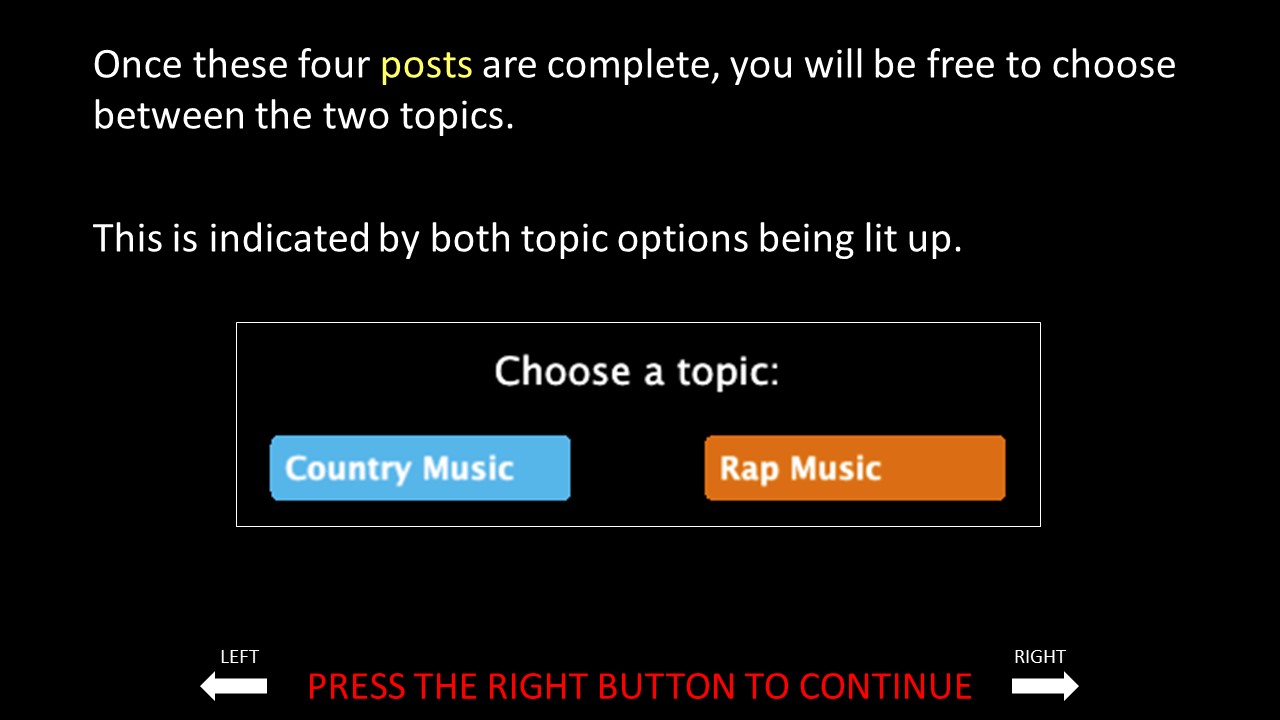 Once these four posts are complete, you will be free to choose
between the two topics.
This is indicated by both topic options being lit up.
Choose a topic:
Country Music
Rap Music
LEFT
RIGHT
PRESS THE RIGHT BUTTON TO CONTINUE